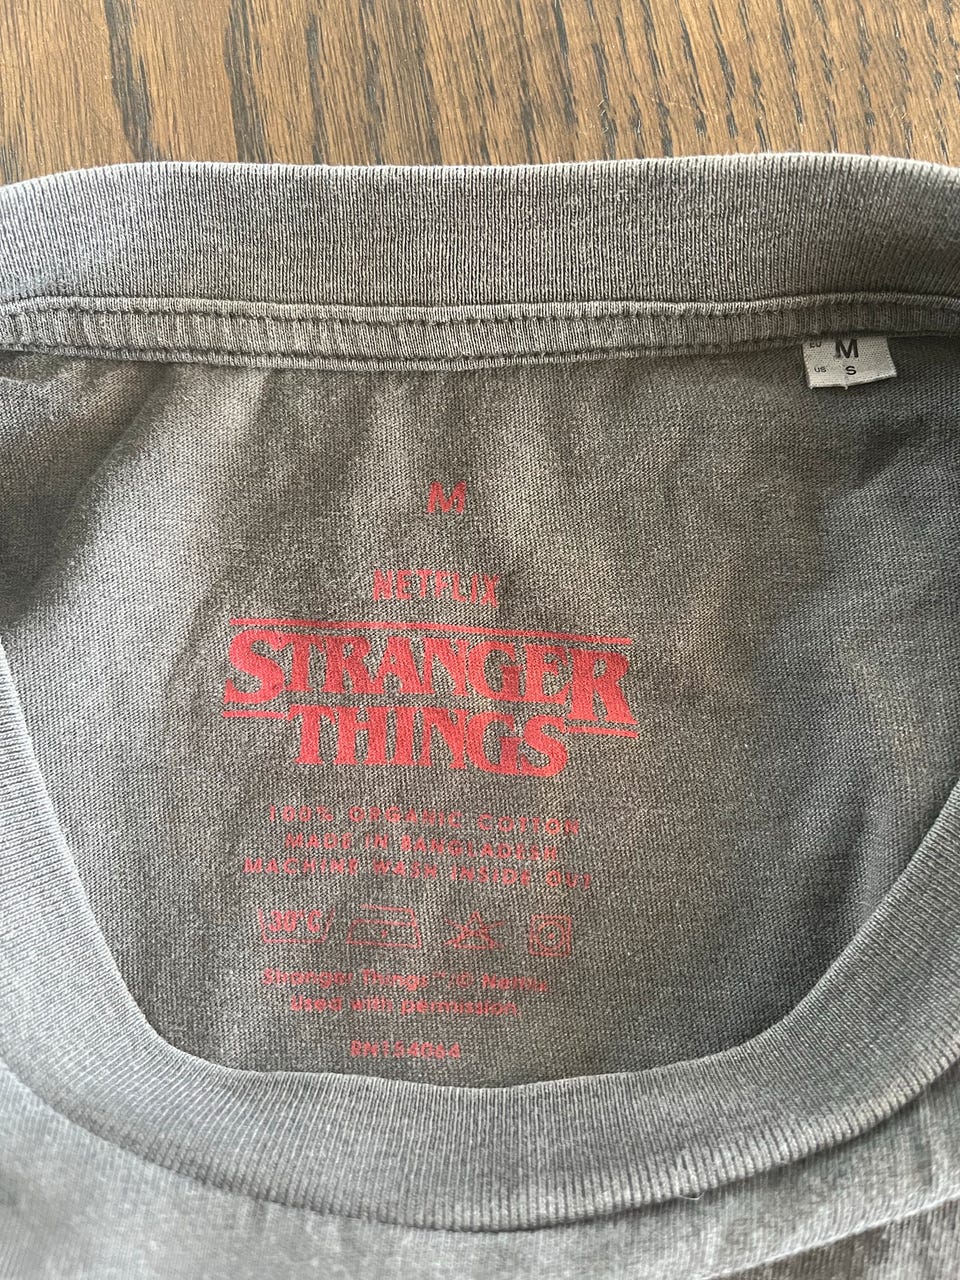 EU M
US S
M
NETFLIX
STRANGER
THINGS
100% ORGANIC COTTON
MADE IN BANGLADESH
MACHINE WASH INSIDE OUT
30°C
Stranger Things™/© Netflix.
Used with permission.
RN154064